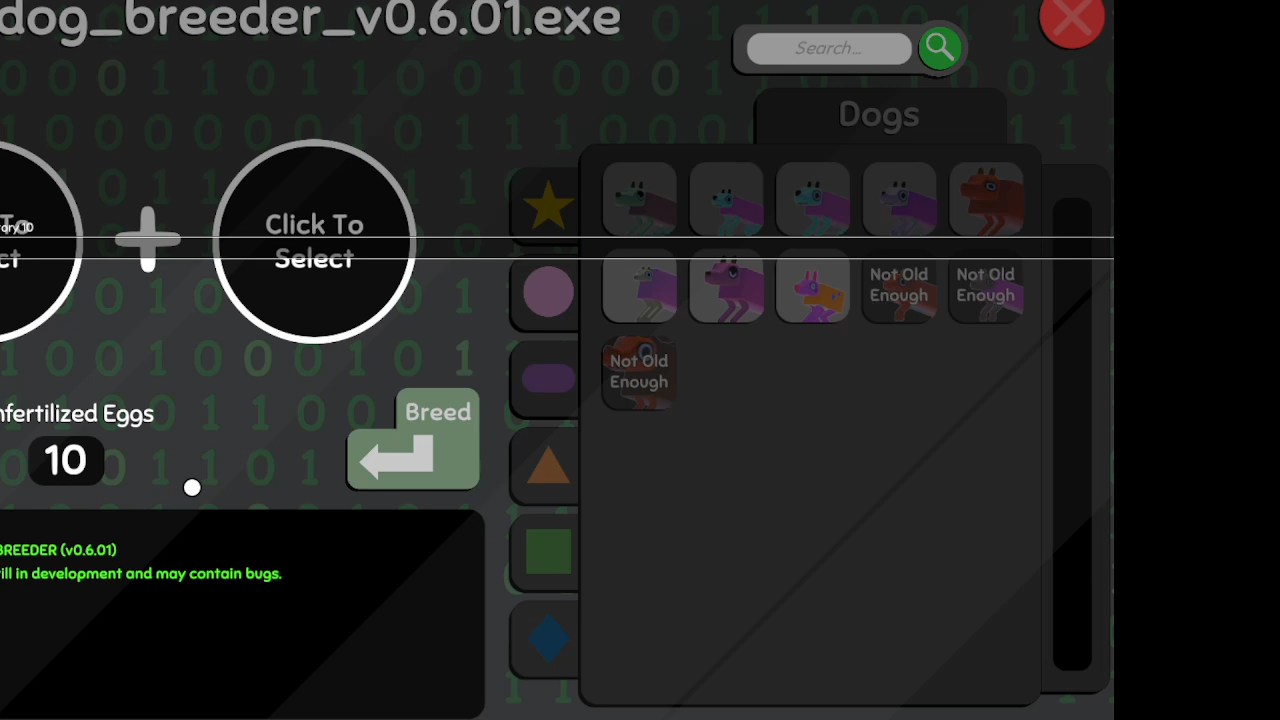 dog_breeder_v0.6.01.exe
Search...
Dogs
Click To
Select
Not Old
Enough
Not Old
Enough
Not Old
Enough
Breed
nfertilized Eggs
10
BREEDER (v0.6.01)
ill in development and may contain bugs.